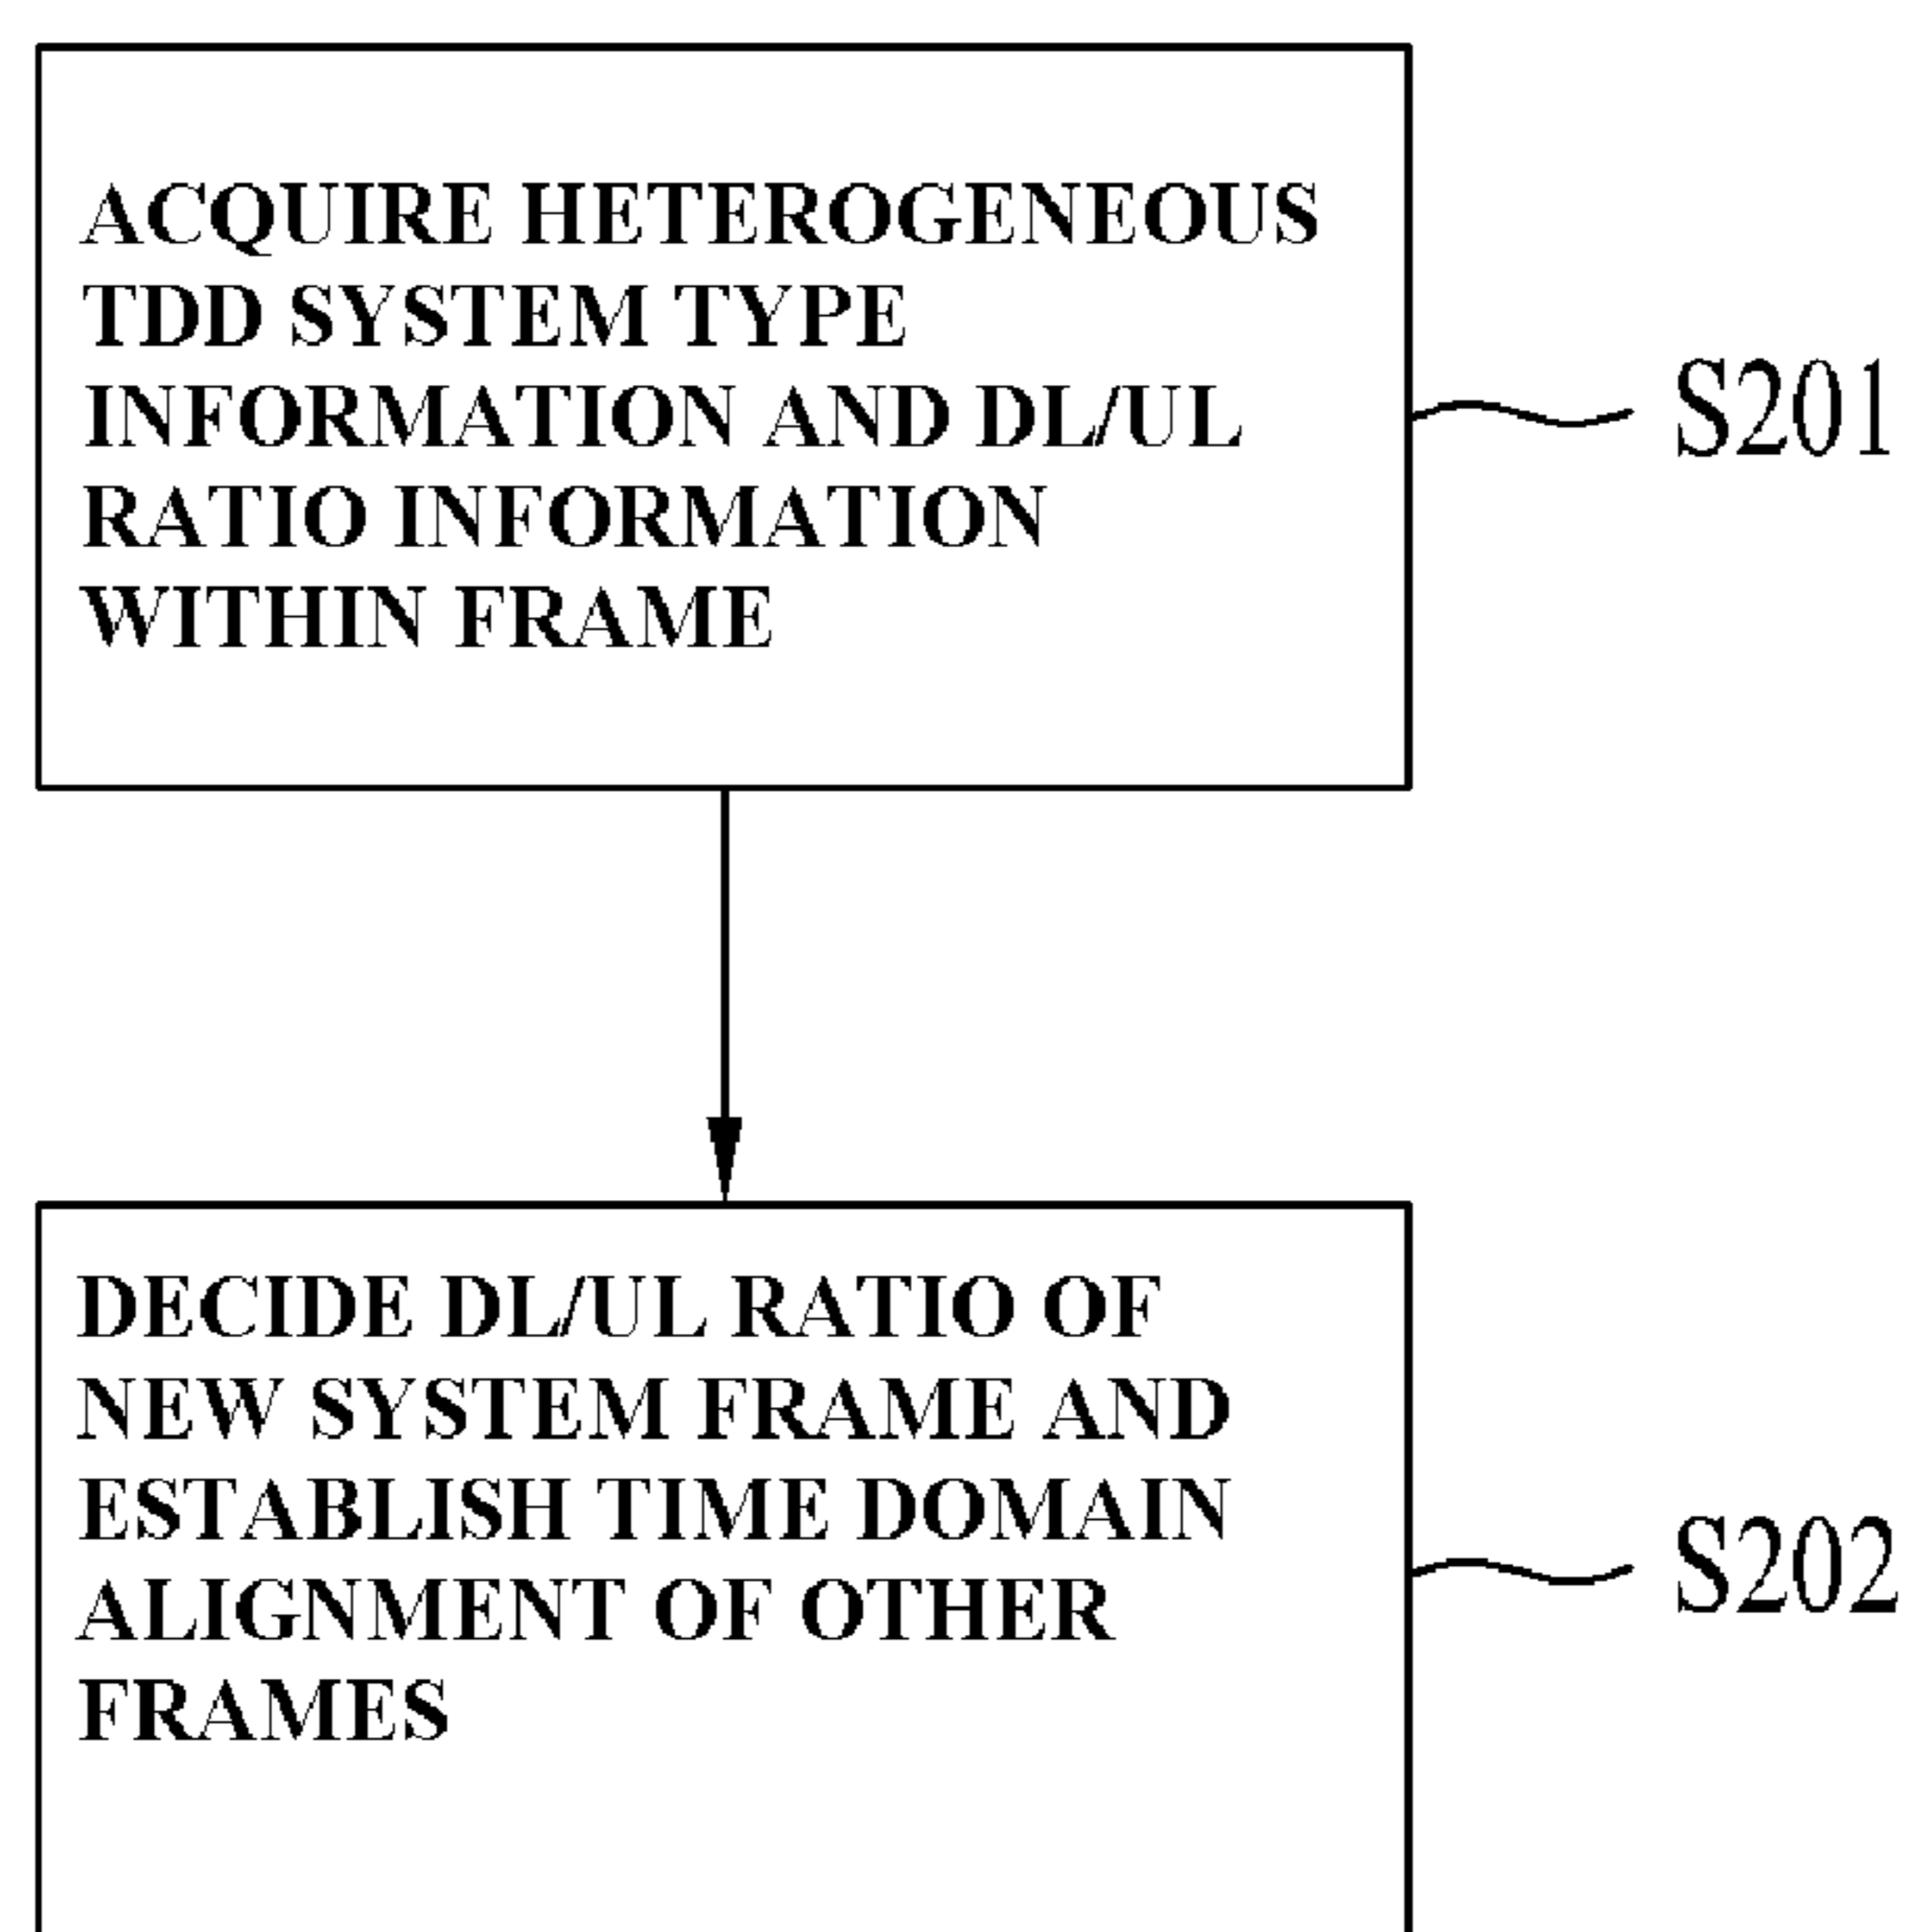 ACQUIRE HETEROGENEOUS
TDD SYSTEM TYPE
INFORMATION AND DL/UL
RATIO INFORMATION
WITHIN FRAME
S201
DECIDE DL/UL RATIO OF
NEW SYSTEM FRAME AND
ESTABLISH TIME DOMAIN
ALIGNMENT OF OTHER
FRAMES
S202